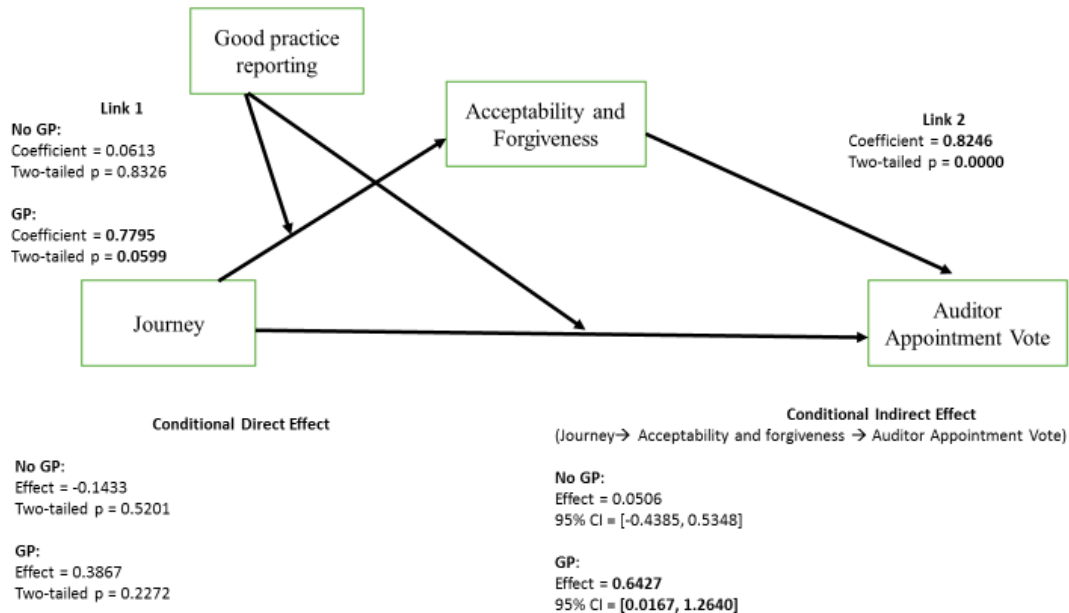 Good practice
reporting
Link 1
No GP:
Coefficient = 0.0613
Two-tailed p = 0.8326
GP:
Coefficient = 0.7795
Two-tailed p = 0.0599
Acceptability and
Forgiveness
Link 2
Coefficient = 0.8246
Two-tailed p = 0.0000
Journey
Auditor
Appointment Vote
Conditional Direct Effect
No GP:
Effect = -0.1433
Two-tailed p = 0.5201
GP:
Effect = 0.3867
Two-tailed p = 0.2272
Conditional Indirect Effect
(Journey→ Acceptability and forgiveness → Auditor Appointment Vote)
No GP:
Effect = 0.0506
95% CI = [-0.4385, 0.5348]
GP:
Effect = 0.6427
95% CI = [0.0167, 1.2640]